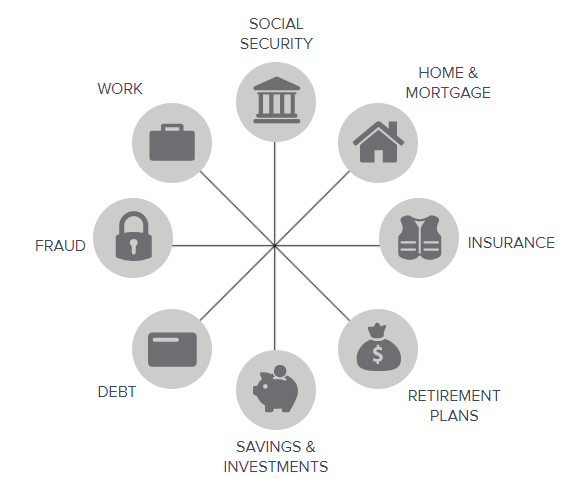 SOCIAL
SECURITY
HOME &
MORTGAGE
WORK
INSURANCE
FRAUD
$
RETIREMENT
PLANS
DEBT
SAVINGS &
INVESTMENTS